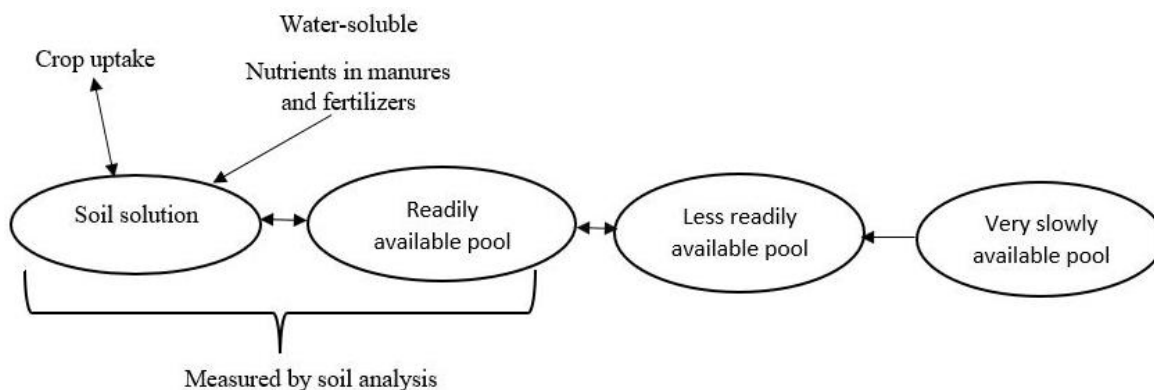 Water-soluble
Crop uptake
Nutrients in manures
and fertilizers
Soil solution
Readily
available pool
Less readily
available pool
Very slowly
available pool
Measured by soil analysis